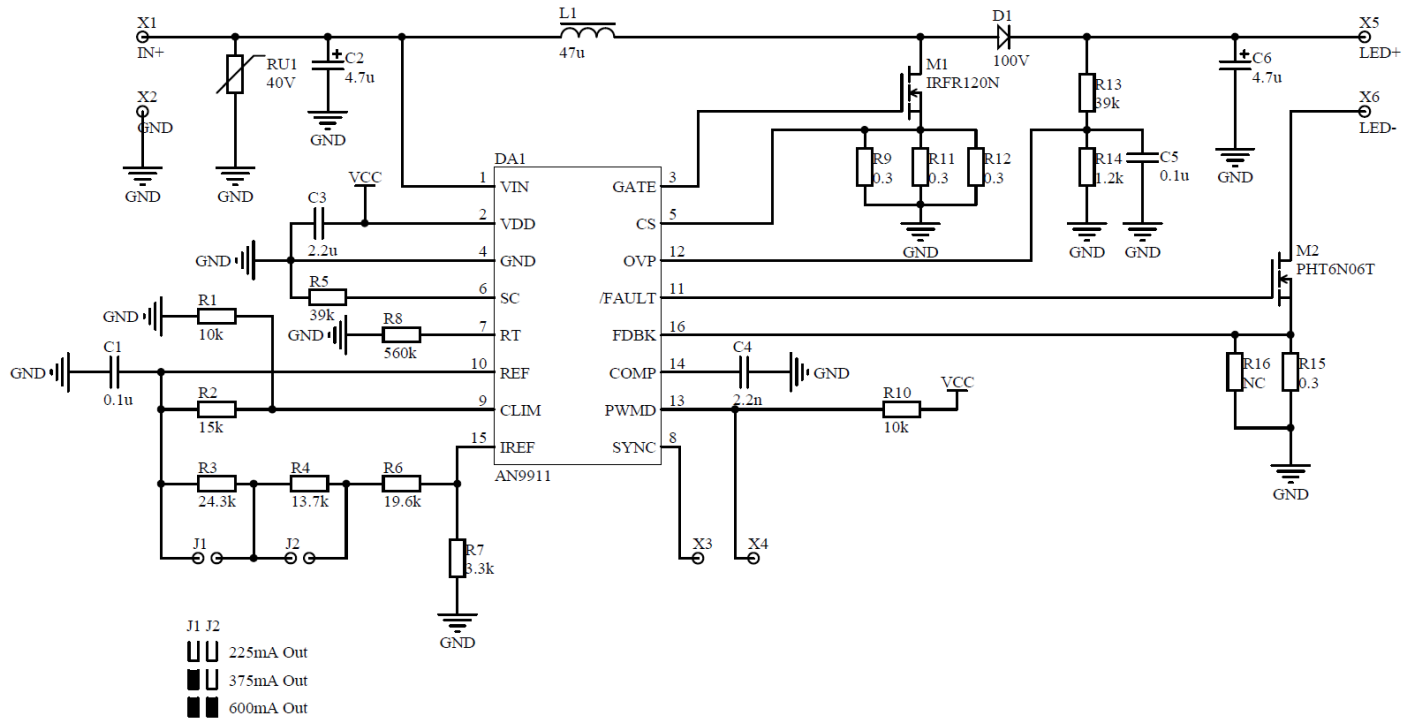 X1
IN+
RU1
40V
C2
4.7u
GND
L1
47u
D1
100V
M1
IRFR120N
R13
39k
C6
4.7u
X5
LED+
X2
GND
GND
GND
X6
LED-
R9
0.3
R11
0.3
R12
0.3
GND
R14
1.2k
C5
0.1u
GND
GND
GND
DA1
1 VIN
2 VDD
4 GND
6 SC
7 RT
10 REF
9 CLIM
15 IREF
GATE 3
CS 5
OVP 12
/FAULT 11
FDBK 16
COMP 14
PWMD 13
SYNC 8
AN9911
VCC
C3
2.2u
GND
R5
39k
GND
R1
10k
GND
R8
560k
GND
C1
0.1u
R2
15k
R3
24.3k
R4
13.7k
R6
19.6k
J1
J2
R7
3.3k
GND
C4
2.2n
GND
R10
10k
VCC
X3
X4
M2
PHT6N06T
R16
NC
R15
0.3
GND
J1 J2
225mA Out
375mA Out
600mA Out